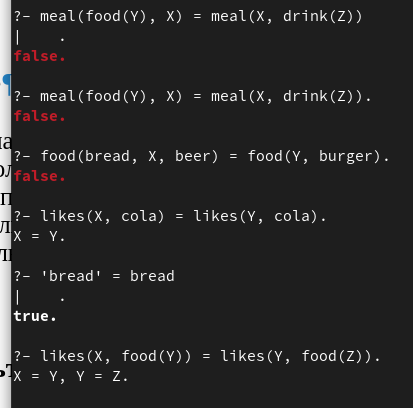 ?- meal(food(Y), X) = meal(X, drink(Z))
|    .
false.
?- meal(food(Y), X) = meal(X, drink(Z)).
false.
?- food(bread, X, beer) = food(Y, burger).
false.
?- likes(X, cola) = likes(Y, cola).
X = Y.
?- 'bread' = bread
|    .
true.
?- likes(X, food(Y)) = likes(Y, food(Z)).
X = Y, Y = Z.